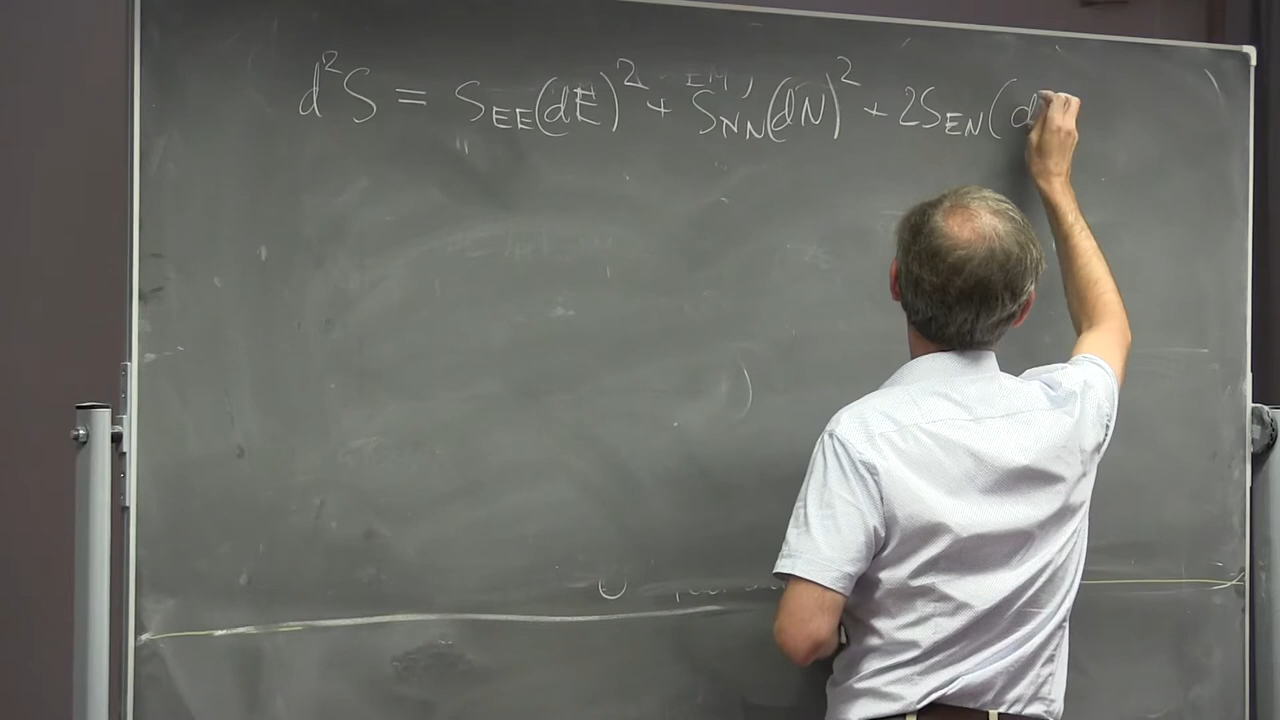 d²S = S_EE(dE)² + S_NN(dN)² + 2S_EN(d